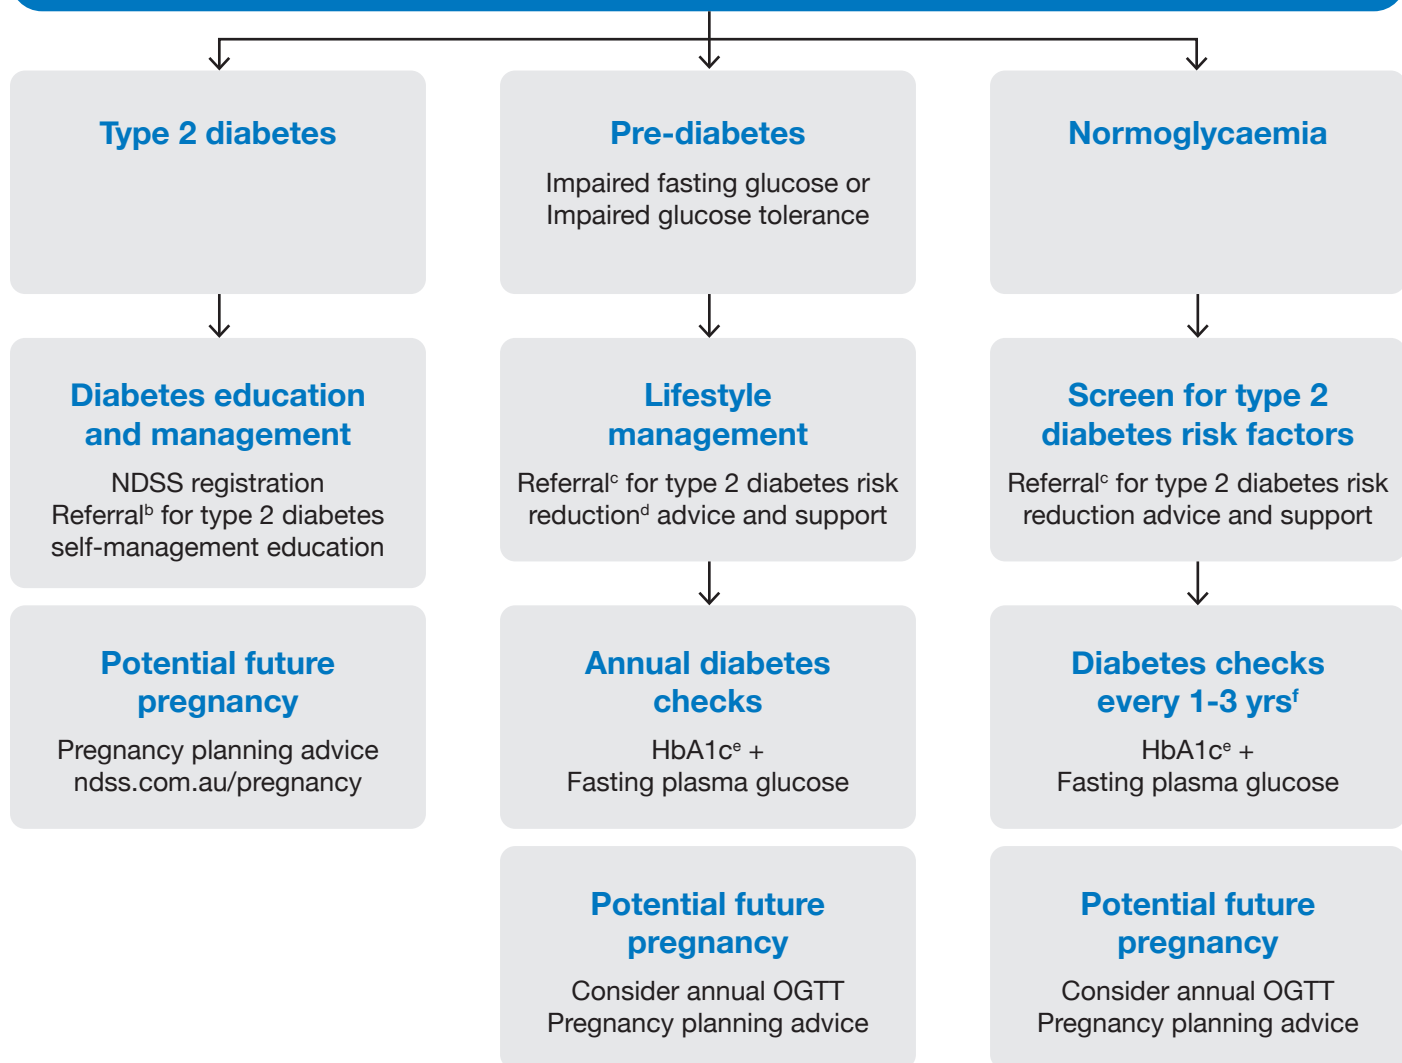 Type 2 diabetes
Pre-diabetes
Impaired fasting glucose or
Impaired glucose tolerance
Normoglycaemia
Diabetes education
and management
NDSS registration
Referralᵇ for type 2 diabetes
self-management education
Lifestyle
management
Referralᶜ for type 2 diabetes risk
reductionᵈ advice and support
Screen for type 2
diabetes risk factors
Referralᶜ for type 2 diabetes risk
reduction advice and support
Potential future
pregnancy
Pregnancy planning advice
ndss.com.au/pregnancy
Annual diabetes
checks
HbA1cᵉ +
Fasting plasma glucose
Diabetes checks
every 1-3 yrsᶠ
HbA1cᵉ +
Fasting plasma glucose
Potential future
pregnancy
Consider annual OGTT
Pregnancy planning advice
Potential future
pregnancy
Consider annual OGTT
Pregnancy planning advice